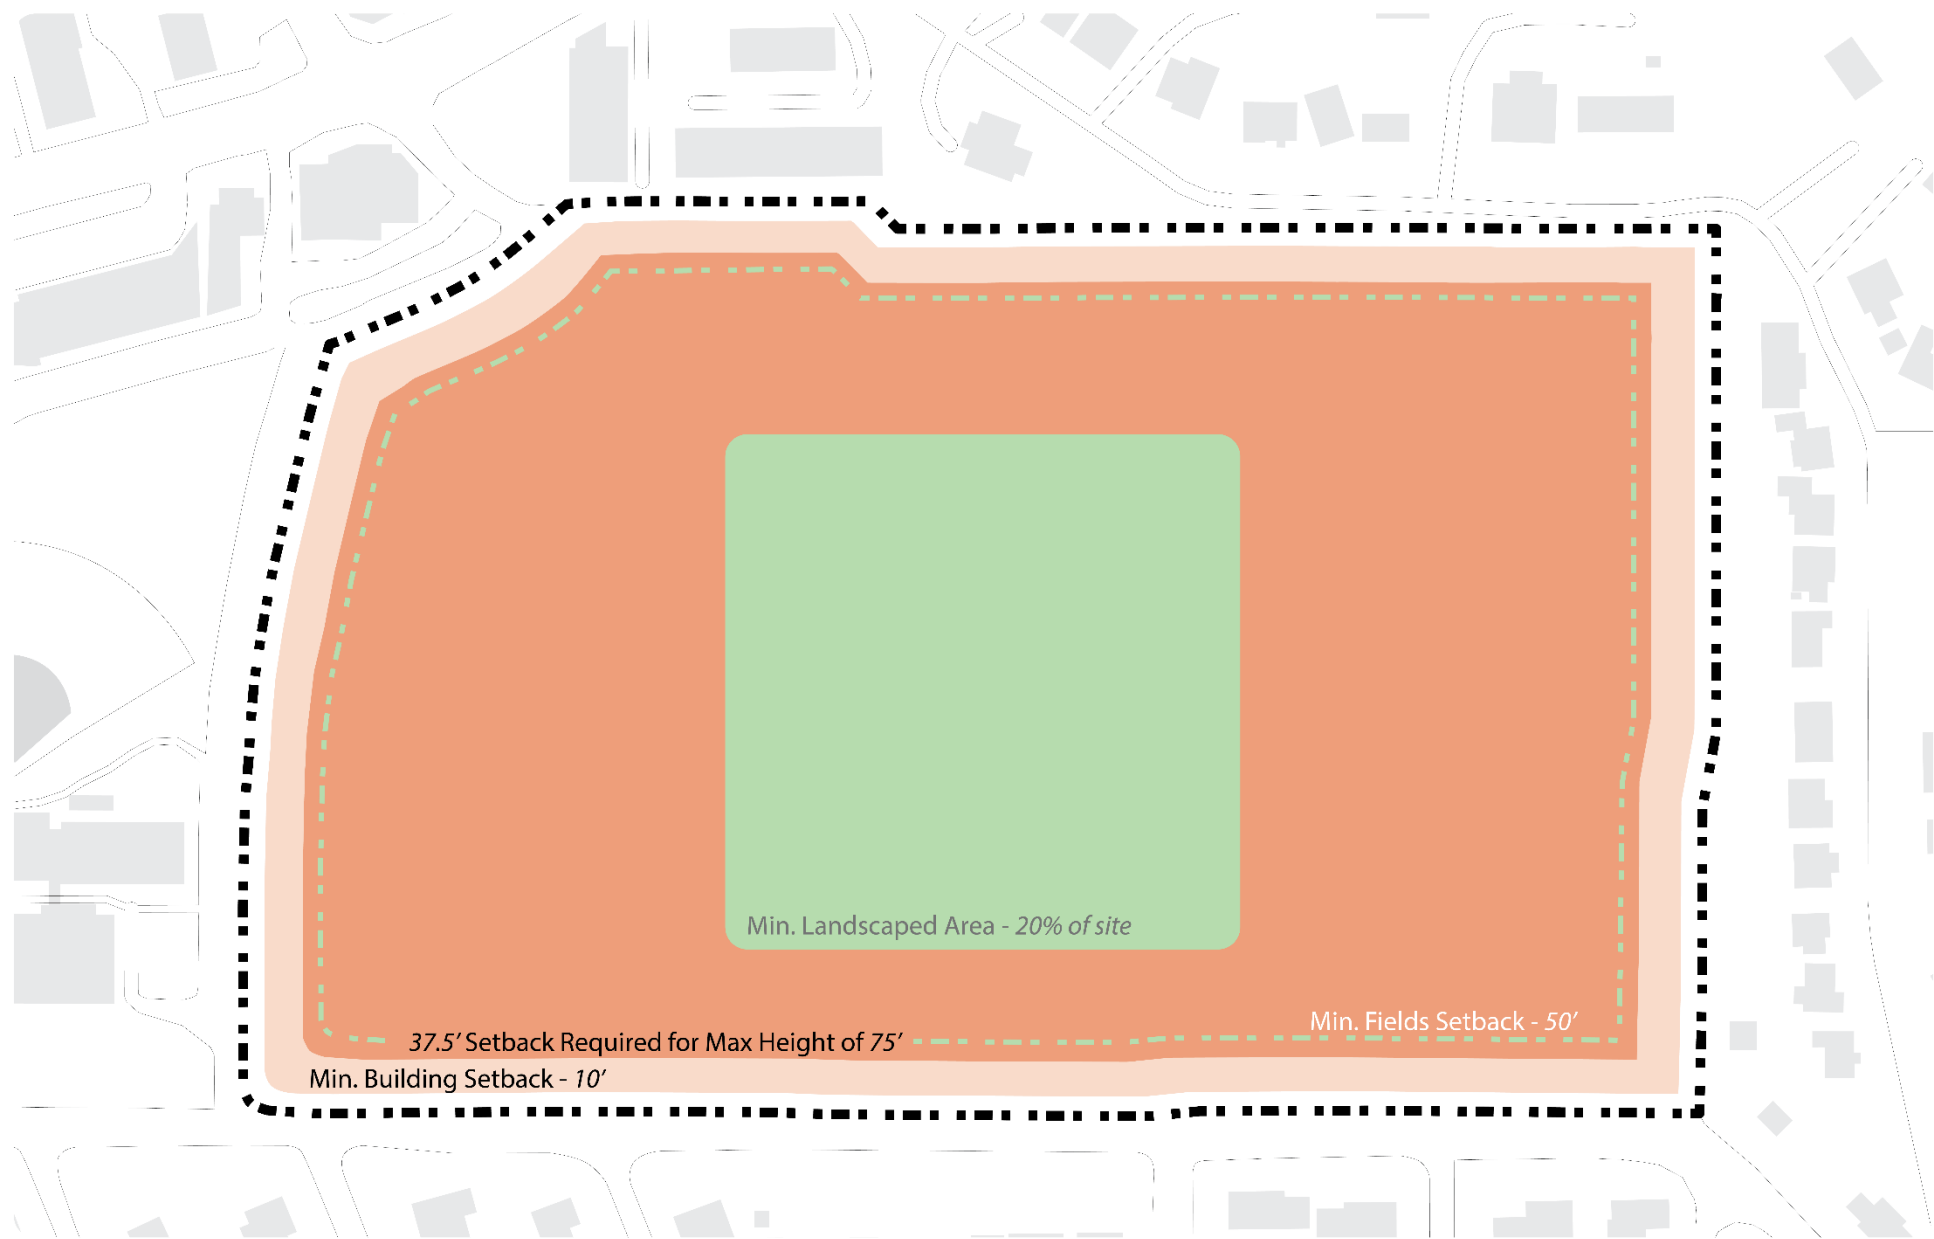 Min. Landscaped Area - 20% of site
Min. Fields Setback - 50′
37.5′ Setback Required for Max Height of 75′
Min. Building Setback - 10′